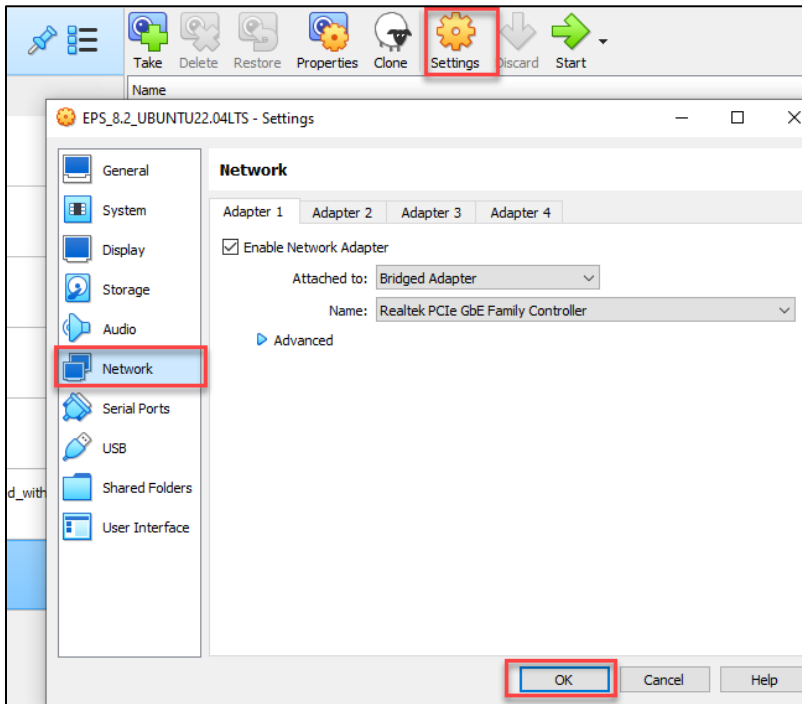 Take Delete Restore Properties Clone Settings Discard Start
Name
EPS_8.2_UBUNTU22.04LTS - Settings
General
System
Display
Storage
Audio
Network
Serial Ports
USB
Shared Folders
User Interface
d_with
Network
Adapter 1 Adapter 2 Adapter 3 Adapter 4
Enable Network Adapter
Attached to: Bridged Adapter
Name: Realtek PCIe GbE Family Controller
Advanced
OK Cancel Help